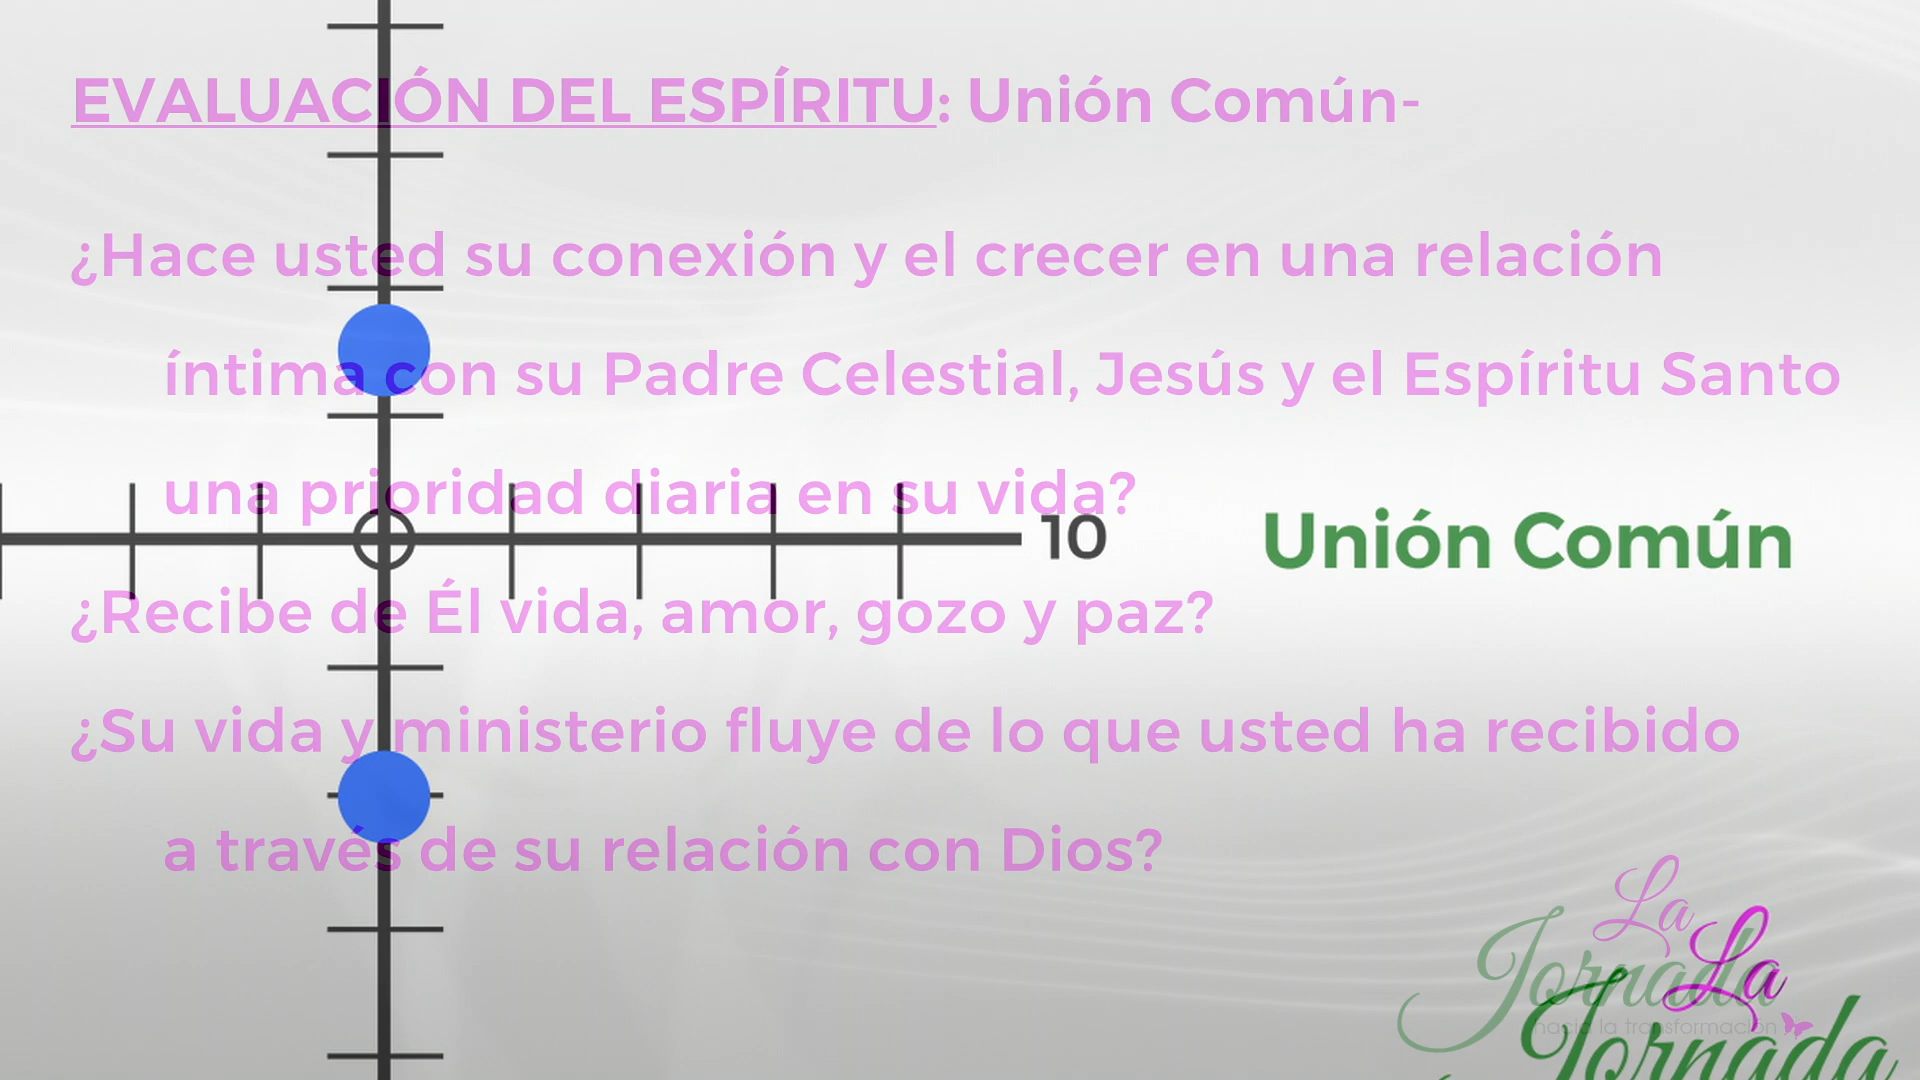 EVALUACIÓN DEL ESPÍRITU: Unión Común-
¿Hace usted su conexión y el crecer en una relación
íntima con su Padre Celestial, Jesús y el Espíritu Santo
una prioridad diaria en su vida?
10 Unión Común
¿Recibe de Él vida, amor, gozo y paz?
¿Su vida y ministerio fluye de lo que usted ha recibido
a través de su relación con Dios?
La
Jornada
hacia la transformación
La
Jornada